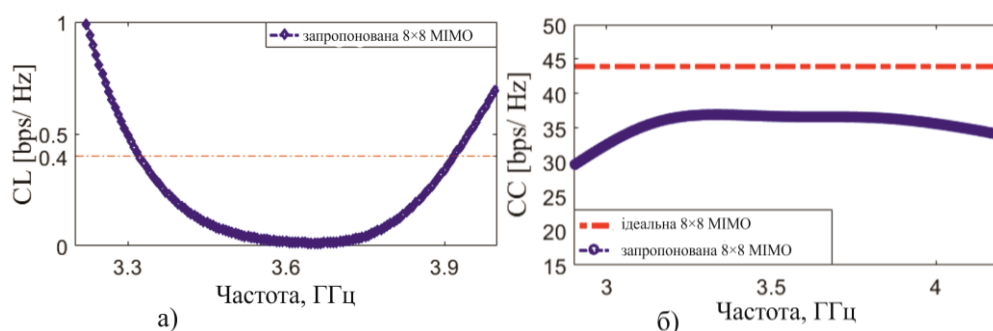 CL [bps/ Hz]
1
0.5
0.4
0
запропонована 8×8 MIMO
3.3
3.6
3.9
Частота, ГГц
а)
CC [bps/ Hz]
50
45
40
35
30
25
20
15
ідеальна 8×8 MIMO
запропонована 8×8 MIMO
3
3.5
4
Частота, ГГц
б)